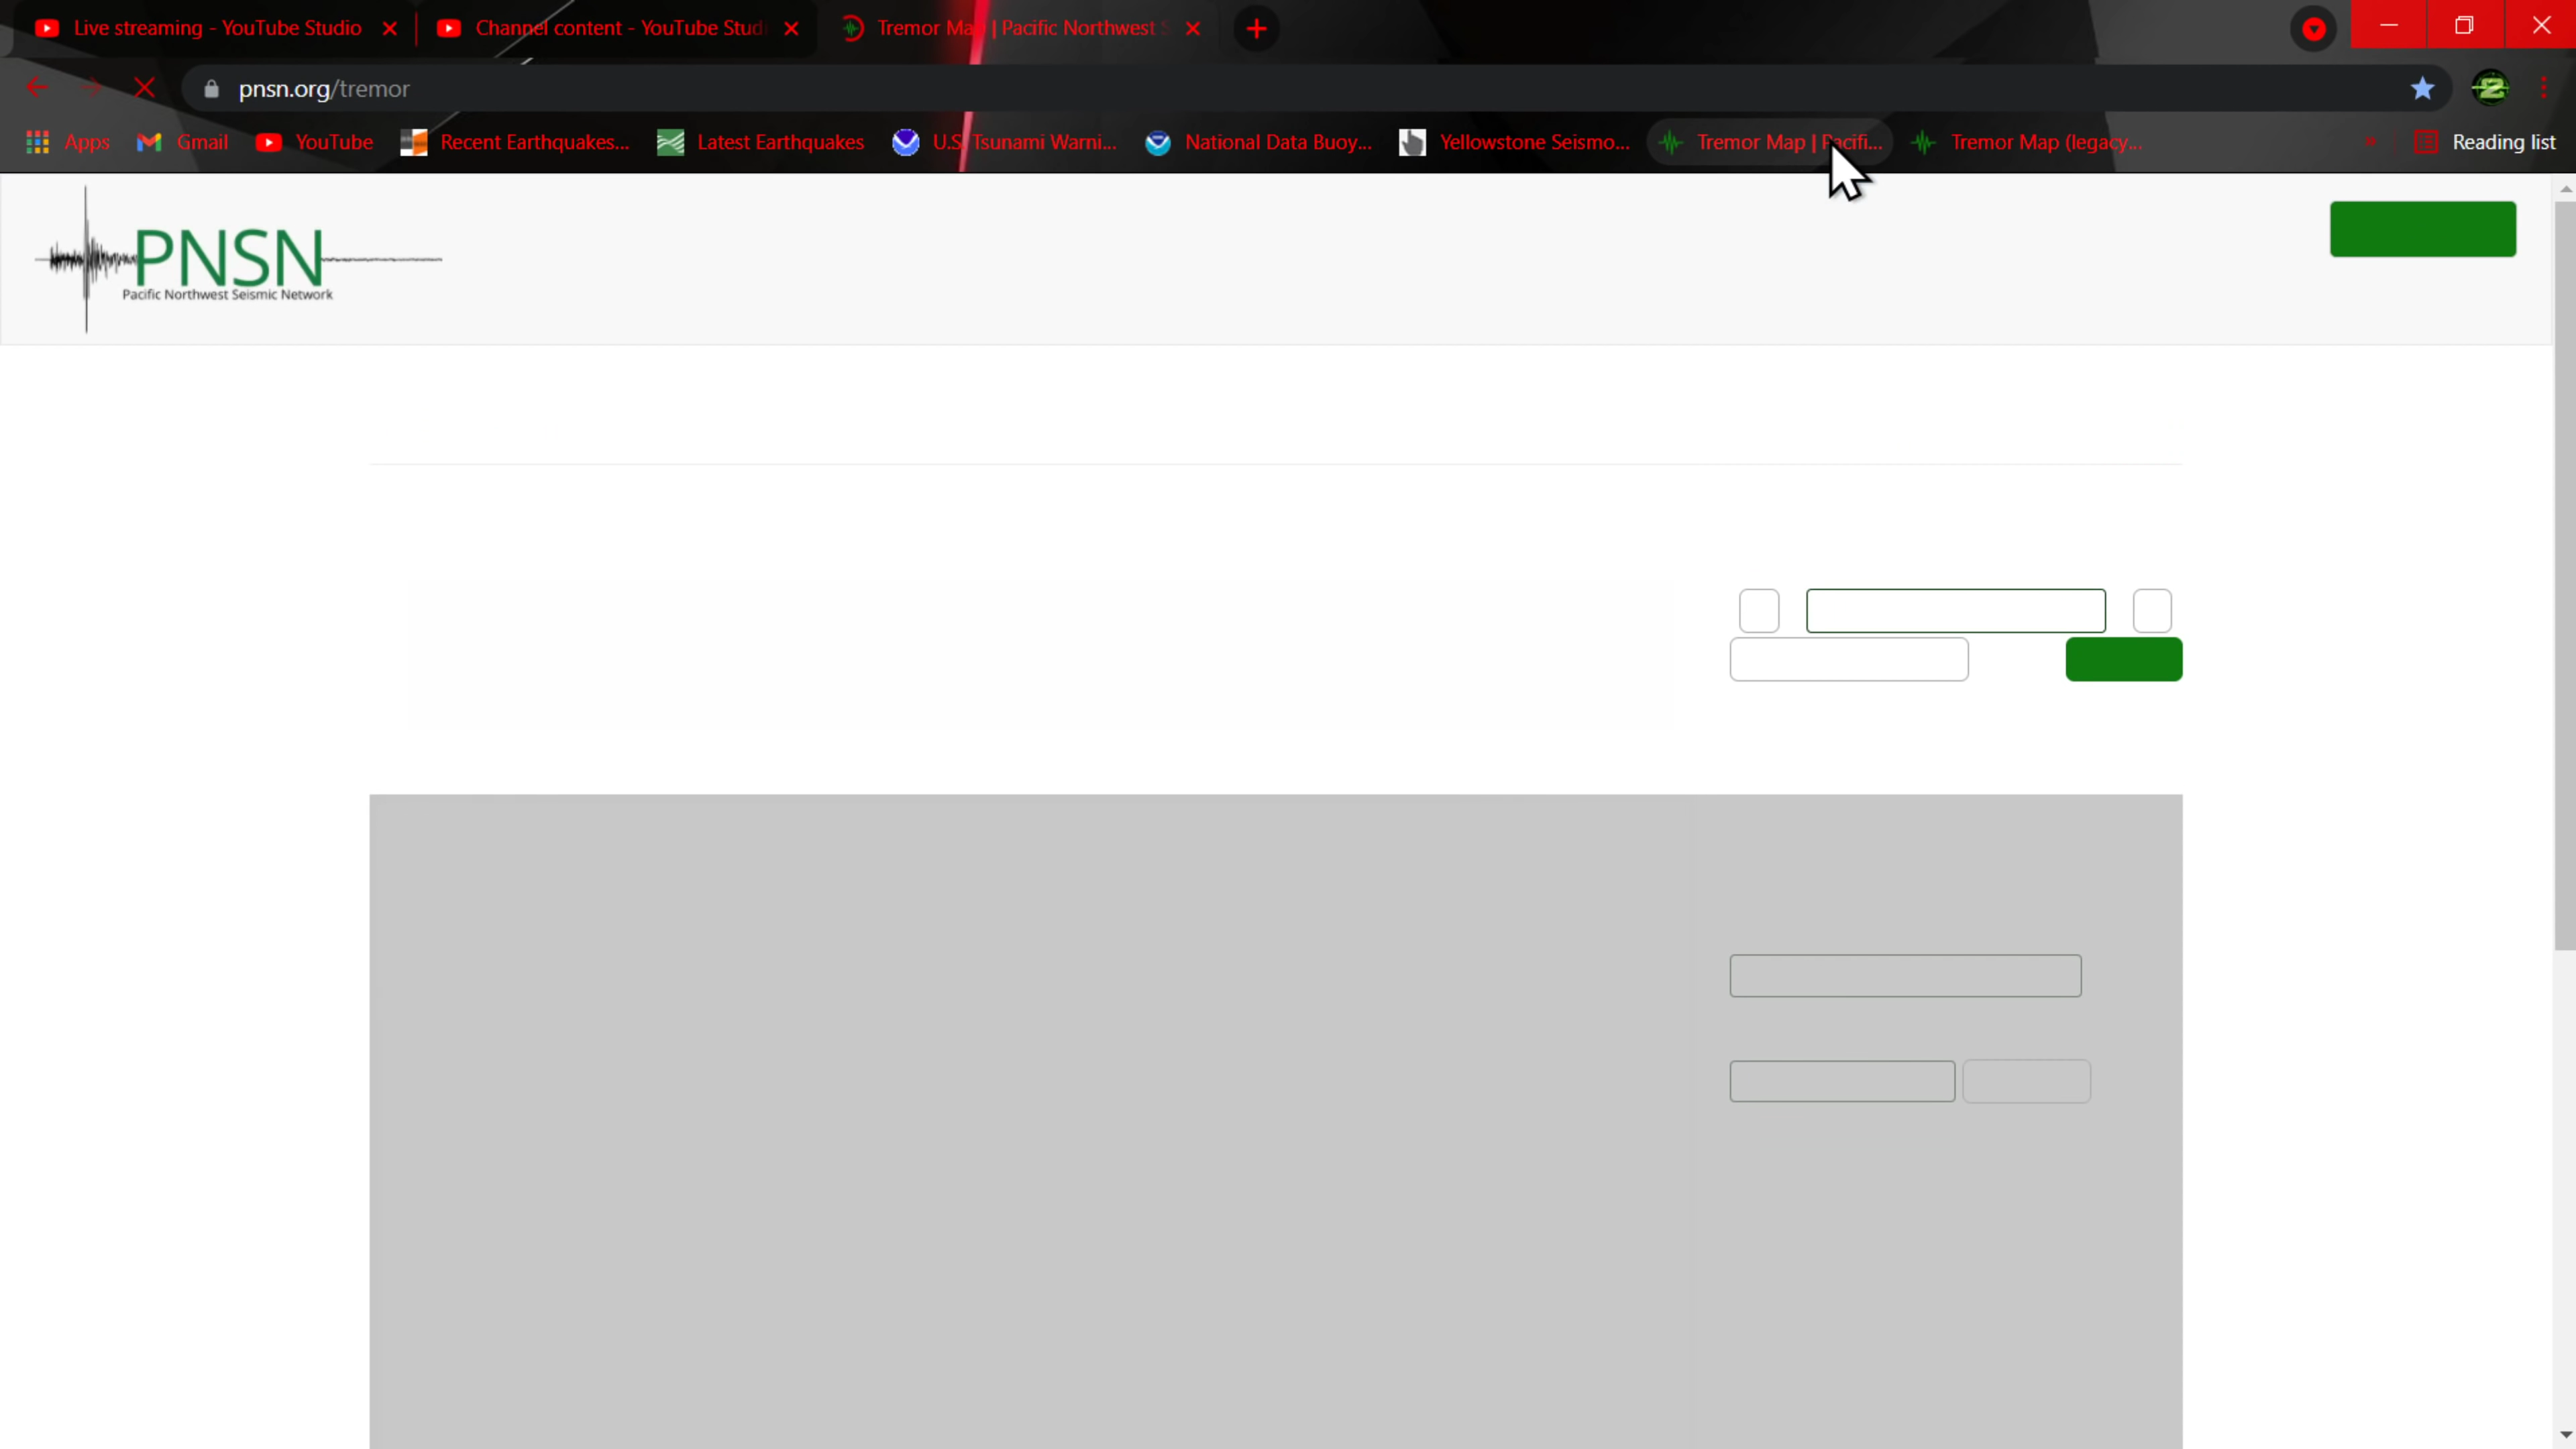 Live streaming - YouTube Studio
Channel content - YouTube Studi
Tremor Ma | Pacific Northwest S
pnsn.org/tremor
Apps
Gmail
YouTube
Recent Earthquakes...
Latest Earthquakes
U.S. Tsunami Warni...
National Data Buoy...
Yellowstone Seismo...
Tremor Map | Pacifi...
Tremor Map (legacy...
Reading list
PNSN
Pacific Northwest Seismic Network